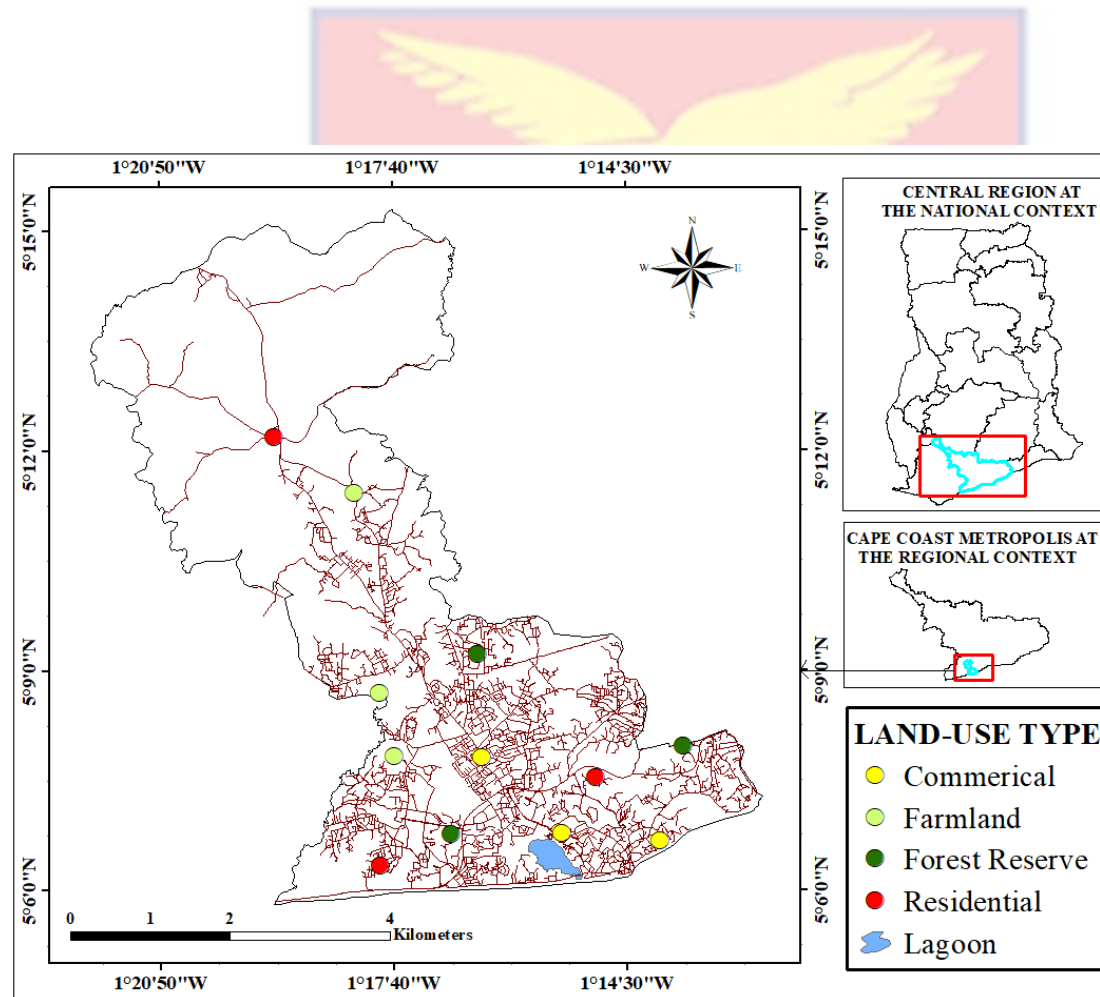 1°20'50"W 1°17'40"W 1°14'30"W
5°15'0"N
5°12'0"N
5°9'0"N
5°6'0"N
N
W E
S
0 1 2 4
Kilometers
1°20'50"W 1°17'40"W 1°14'30"W
5°15'0"N
5°12'0"N
5°9'0"N
5°6'0"N
CENTRAL REGION AT
THE NATIONAL CONTEXT
CAPE COAST METROPOLIS AT
THE REGIONAL CONTEXT
LAND-USE TYPE
Commerical
Farmland
Forest Reserve
Residential
Lagoon